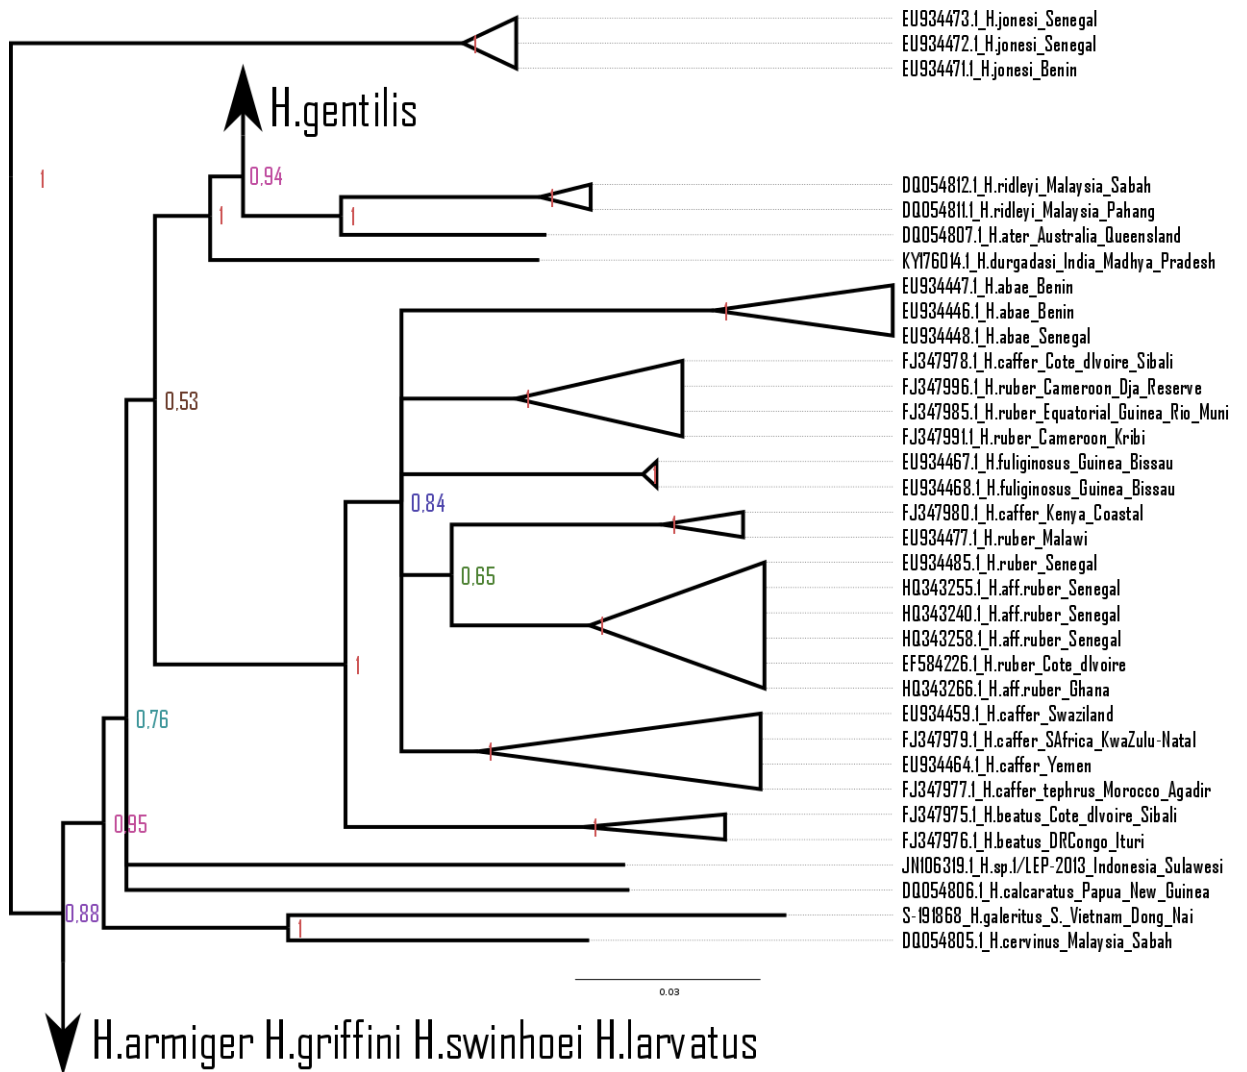 EU934473.1_H.jonesi_Senegal
EU934472.1_H.jonesi_Senegal
EU934471.1_H.jonesi_Benin
H.gentilis
1
0,94
DQ054812.1_H.ridleyi_Malaysia_Sabah
1
1
DQ054811.1_H.ridleyi_Malaysia_Pahang
DQ054807.1_H.ater_Australia_Queensland
KY176014.1_H.durgadasi_India_Madhya_Pradesh
EU934447.1_H.abae_Benin
EU934446.1_H.abae_Benin
EU934448.1_H.abae_Senegal
FJ347978.1_H.caffer_Cote_dIvoire_Sibali
FJ347996.1_H.ruber_Cameroon_Dja_Reserve
0,53
FJ347985.1_H.ruber_Equatorial_Guinea_Rio_Muni
FJ347991.1_H.ruber_Cameroon_Kribi
EU934467.1_H.fuliginosus_Guinea_Bissau
EU934468.1_H.fuliginosus_Guinea_Bissau
0,84
FJ347980.1_H.caffer_Kenya_Coastal
EU934477.1_H.ruber_Malawi
EU934485.1_H.ruber_Senegal
0,65
HQ343255.1_H.aff.ruber_Senegal
HQ343240.1_H.aff.ruber_Senegal
HQ343258.1_H.aff.ruber_Senegal
1
EF584226.1_H.ruber_Cote_dIvoire
HQ343266.1_H.aff.ruber_Ghana
EU934459.1_H.caffer_Swaziland
0,76
FJ347979.1_H.caffer_SAfrica_KwaZulu-Natal
EU934464.1_H.caffer_Yemen
FJ347977.1_H.caffer_tephrus_Morocco_Agadir
FJ347975.1_H.beatus_Cote_dIvoire_Sibali
0,95
FJ347976.1_H.beatus_DRCongo_Ituri
JN106319.1_H.sp.1/LEP-2013_Indonesia_Sulawesi
DQ054806.1_H.calcaratus_Papua_New_Guinea
0,88
S-191868_H.galeritus_S._Vietnam_Dong_Nai
1
DQ054805.1_H.cervinus_Malaysia_Sabah
0.03
H.armiger H.griffini H.swinhoei H.larvatus